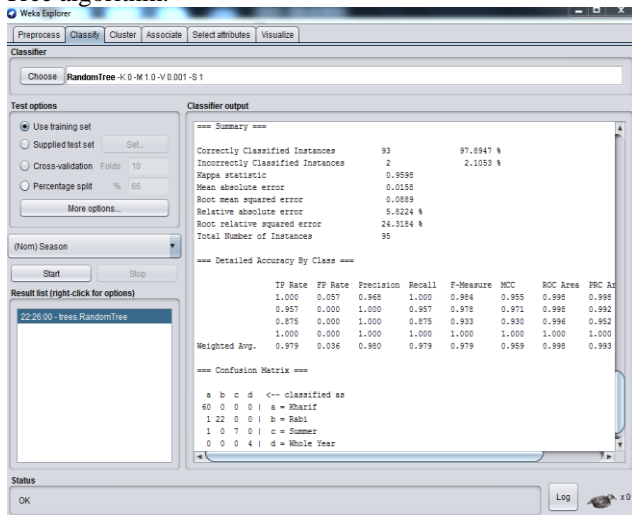 Weka Explorer
Preprocess Classify Cluster Associate Select attributes Visualize
Classifier
Choose RandomTree -K 0 -M 1.0 -V 0.001 -S 1
Test options
Use training set
Supplied test set Set...
Cross-validation Folds 10
Percentage split % 66
More options...
(Nom) Season
Start Stop
Result list (right-click for options)
22:26:00 - trees.RandomTree
Classifier output
=== Summary ===
Correctly Classified Instances 93 97.8947 %
Incorrectly Classified Instances 2 2.1053 %
Kappa statistic 0.9598
Mean absolute error 0.0158
Root mean squared error 0.0889
Relative absolute error 5.8224 %
Root relative squared error 24.3184 %
Total Number of Instances 95
=== Detailed Accuracy By Class ===
TP Rate FP Rate Precision Recall F-Measure MCC ROC Area PRC Ar
1.000 0.057 0.968 1.000 0.984 0.955 0.998 0.998
0.957 0.000 1.000 0.957 0.978 0.971 0.998 0.992
0.875 0.000 1.000 0.875 0.933 0.930 0.996 0.952
1.000 0.000 1.000 1.000 1.000 1.000 1.000 1.000
Weighted Avg. 0.979 0.036 0.980 0.979 0.979 0.959 0.998 0.993
=== Confusion Matrix ===
a b c d <-- classified as
60 0 0 0 | a = Kharif
1 22 0 0 | b = Rabi
1 0 7 0 | c = Summer
0 0 0 4 | d = Whole Year
Status
OK
Log
x 0